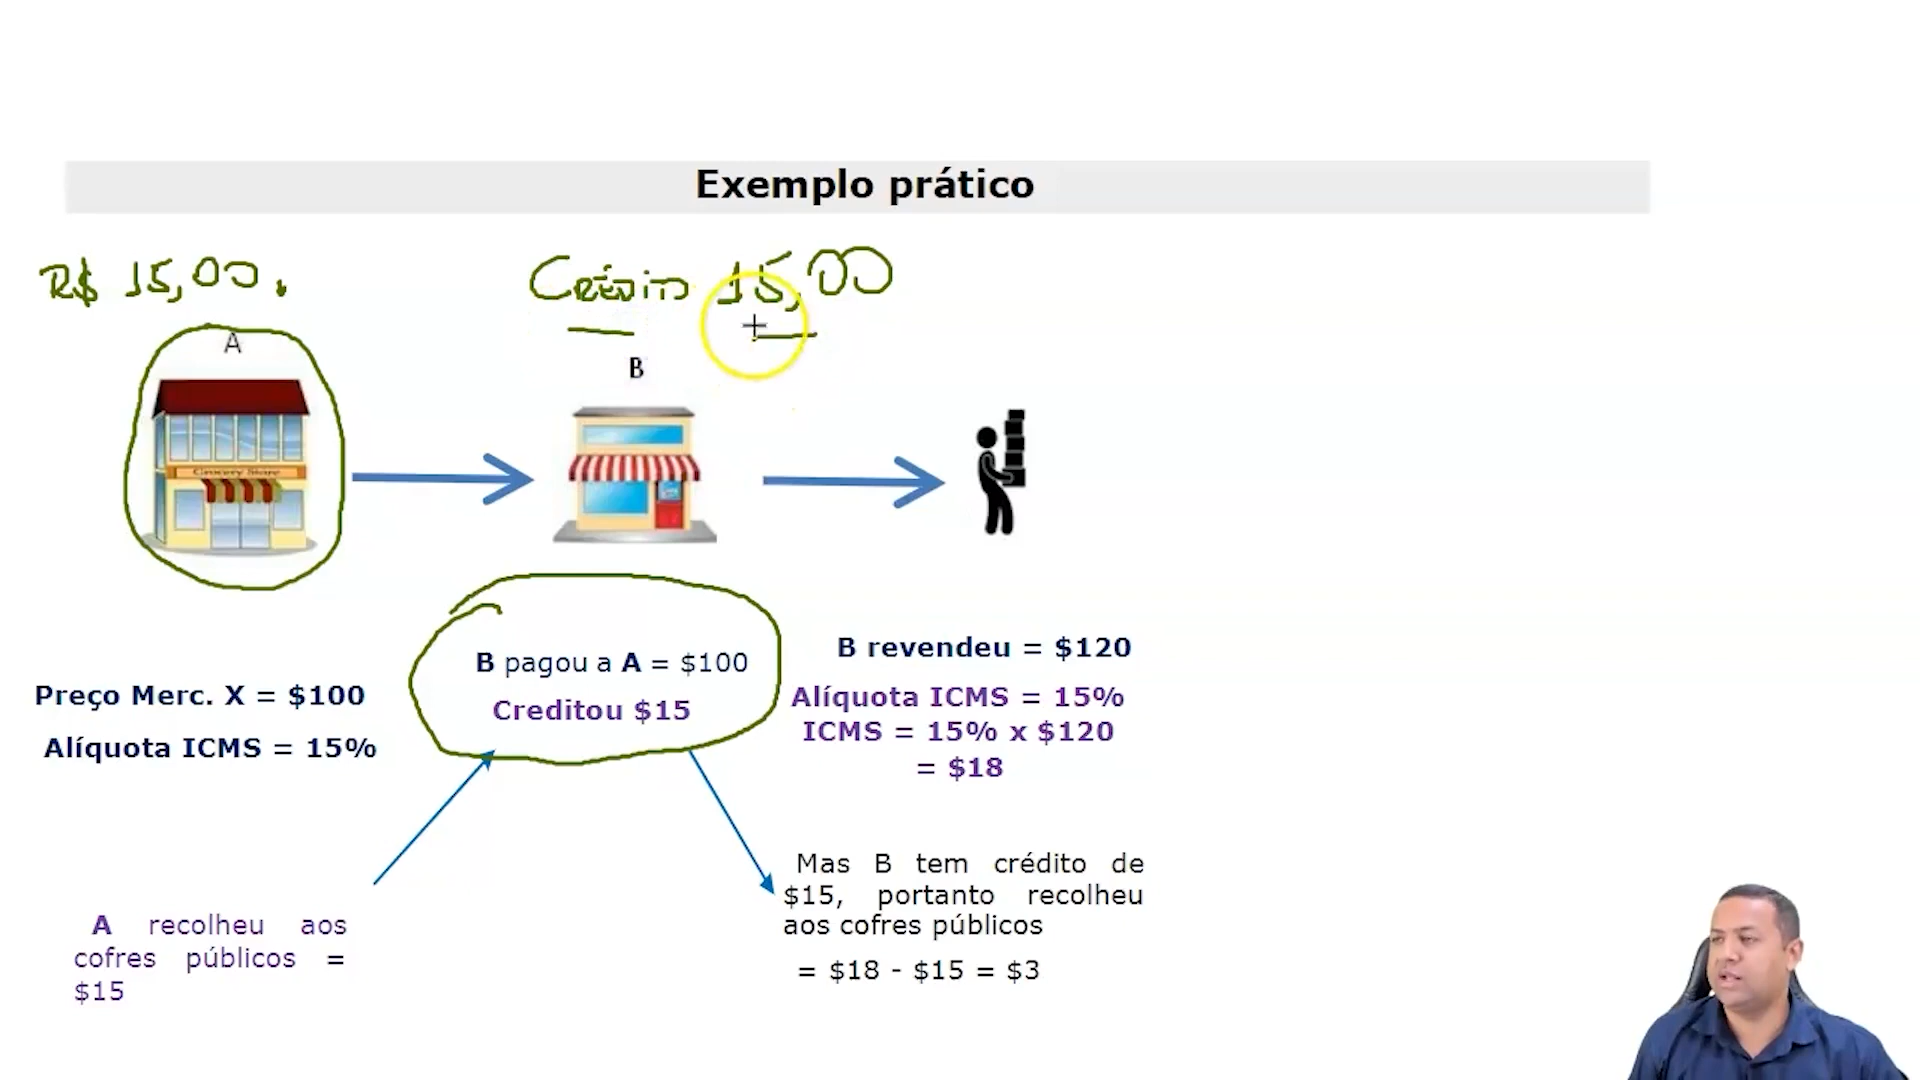 Exemplo prático
R$ 15,00.
Crédito 15,00
A
B
Grocery Store
B pagou a A = $100
Creditou $15
Preço Merc. X = $100
Alíquota ICMS = 15%
B revendeu = $120
Alíquota ICMS = 15%
ICMS = 15% x $120
= $18
A recolheu aos
cofres públicos =
$15
Mas B tem crédito de
$15, portanto recolheu
aos cofres públicos
= $18 - $15 = $3